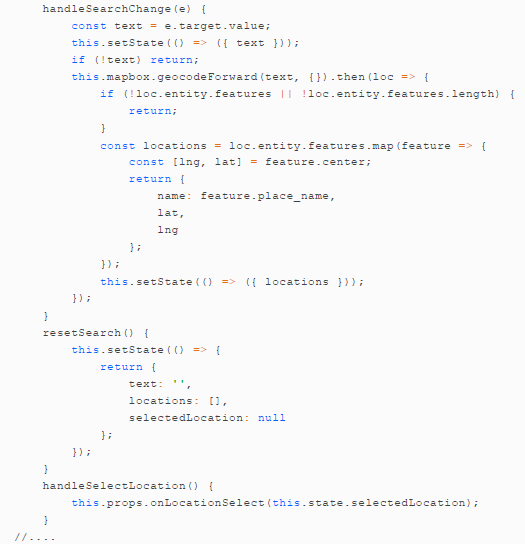 handleSearchChange(e) {
const text = e.target.value;
this.setState(() => ({ text }));
if (!text) return;
this.mapbox.geocodeForward(text, {}).then(loc => {
if (!loc.entity.features || !loc.entity.features.length) {
return;
}
const locations = loc.entity.features.map(feature => {
const [lng, lat] = feature.center;
return {
name: feature.place_name,
lat,
lng
};
});
this.setState(() => ({ locations }));
});
}
resetSearch() {
this.setState(() => {
return {
text: '',
locations: [],
selectedLocation: null
};
});
}
handleSelectLocation() {
this.props.onLocationSelect(this.state.selectedLocation);
}
//....